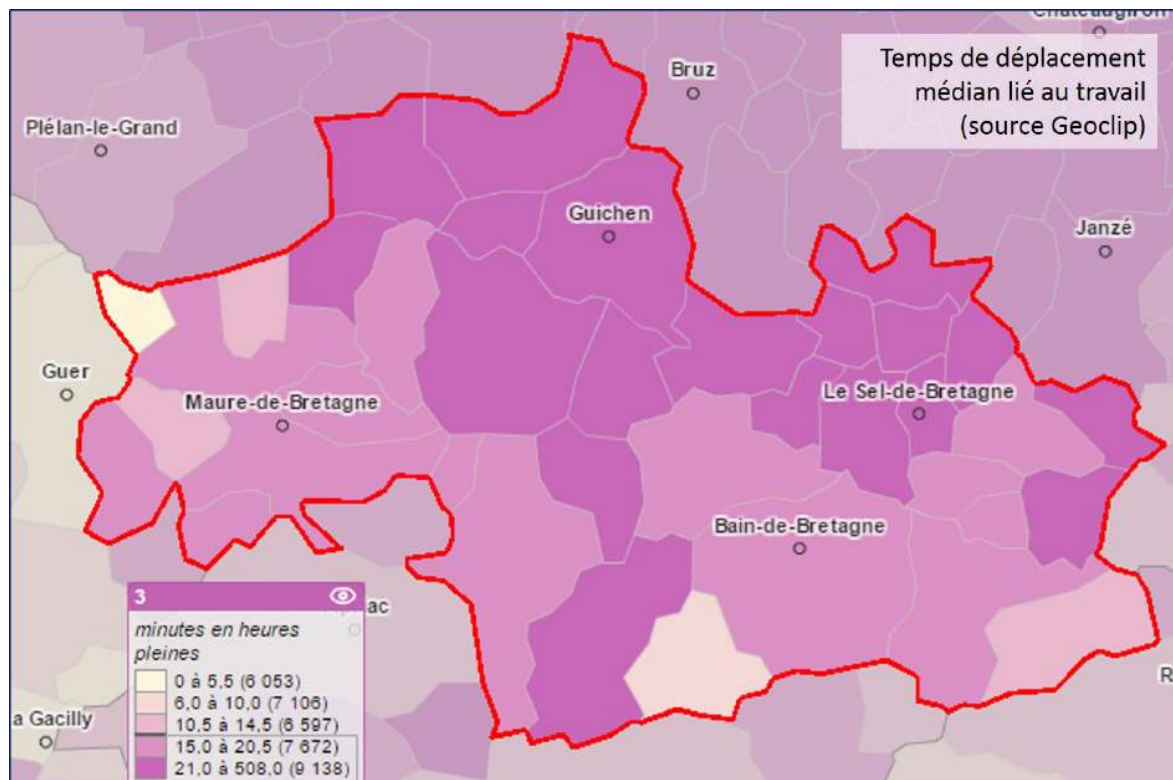 Châteaugiron
Temps de déplacement
médian lié au travail
(source Geoclip)
Bruz
Plélan-le-Grand
Guichen
Janzé
Guer
Maure-de-Bretagne
Le Sel-de-Bretagne
Bain-de-Bretagne
3
ac
minutes en heures
pleines
0 à 5,5 (6 053)
6,0 à 10,0 (7 106)
10,5 à 14,5 (6 597)
15,0 à 20,5 (7 672)
21,0 à 508,0 (9 138)
a Gacilly
R